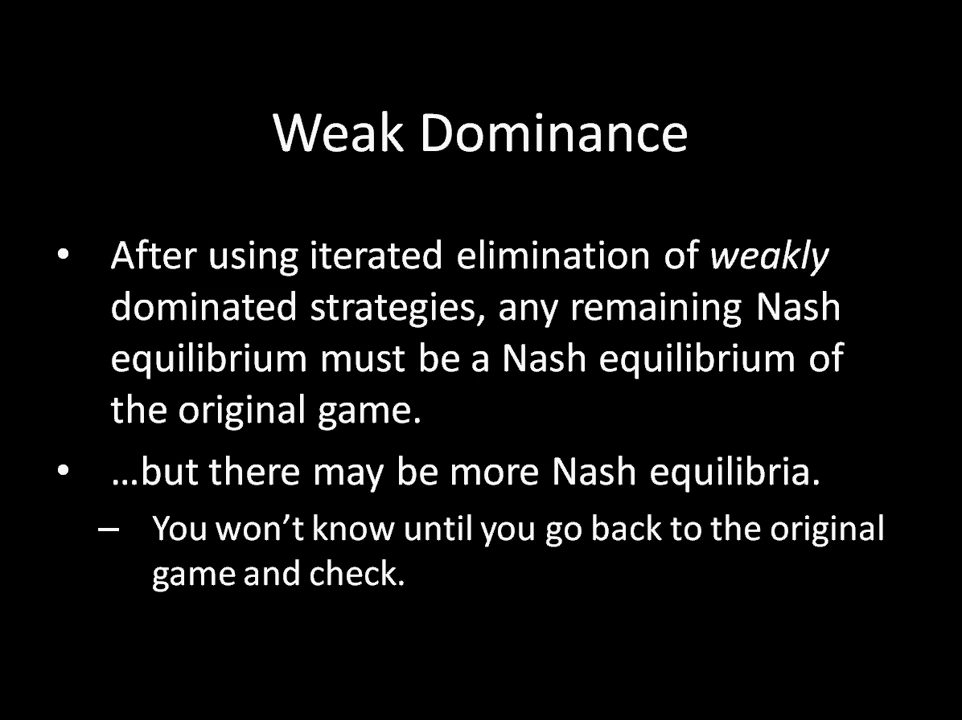 Weak Dominance
• After using iterated elimination of weakly
dominated strategies, any remaining Nash
equilibrium must be a Nash equilibrium of
the original game.
• …but there may be more Nash equilibria.
– You won’t know until you go back to the original
game and check.